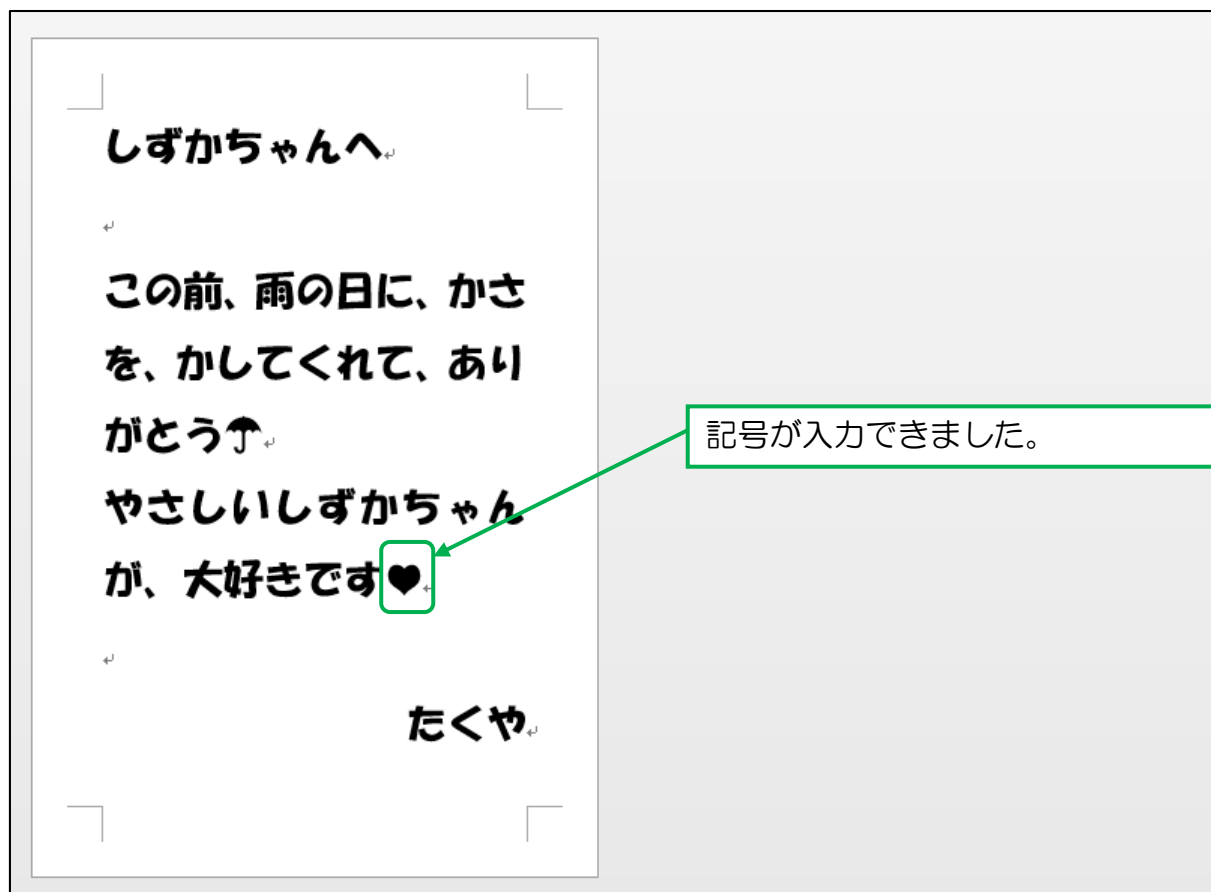 しずかちゃんへ
この前、雨の日に、かさ
を、かしてくれて、あり
がとう☂
やさしいしずかちゃん
が、大好きです♥
たくや
記号が入力できました。